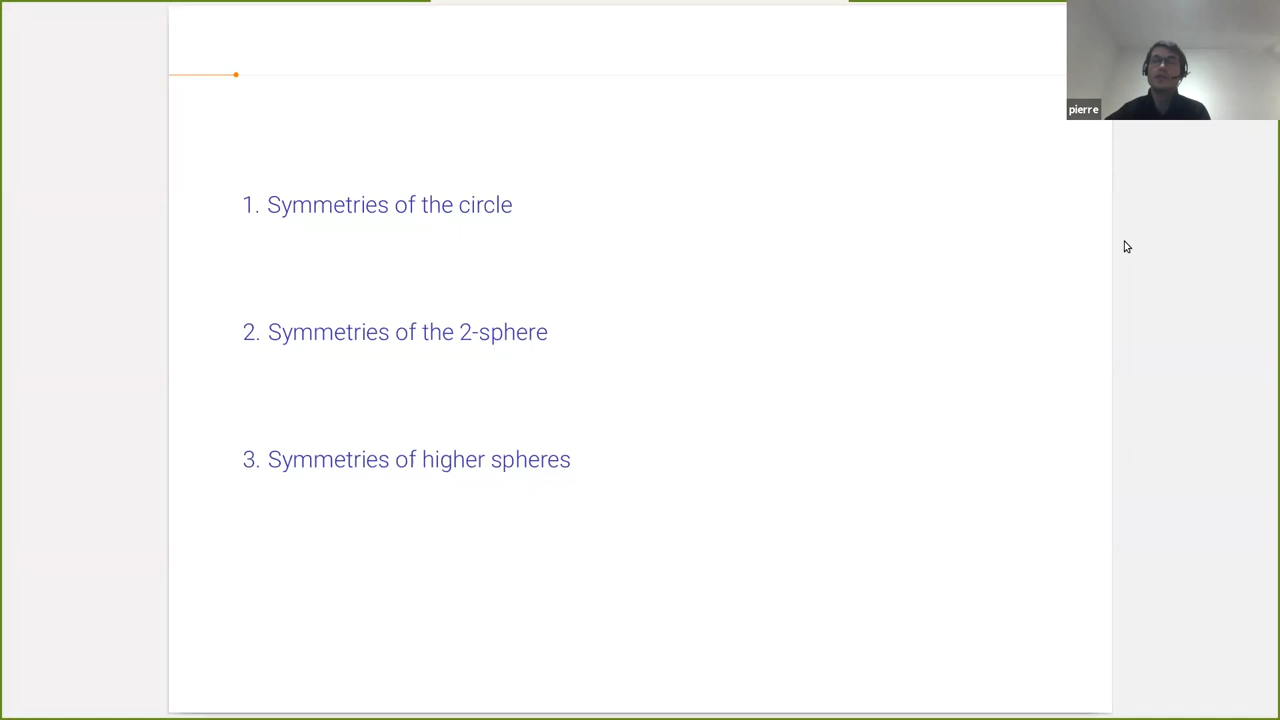 pierre
1. Symmetries of the circle
2. Symmetries of the 2-sphere
3. Symmetries of higher spheres